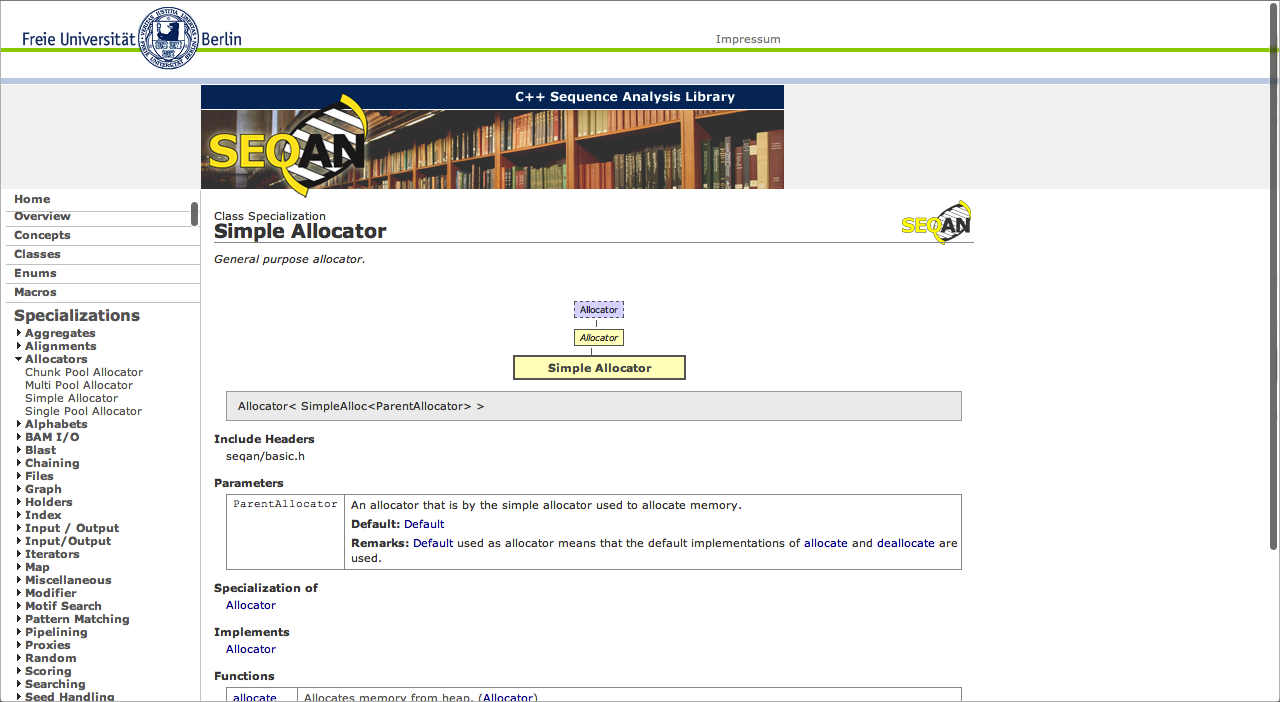 Freie Universität Berlin
Impressum
C++ Sequence Analysis Library
SEQAN
Home
Overview
Concepts
Classes
Enums
Macros
Specializations
Aggregates
Alignments
Allocators
Chunk Pool Allocator
Multi Pool Allocator
Simple Allocator
Single Pool Allocator
Alphabets
BAM I/O
Blast
Chaining
Files
Graph
Holders
Index
Input / Output
Input/Output
Iterators
Map
Miscellaneous
Modifier
Motif Search
Pattern Matching
Pipelining
Proxies
Random
Scoring
Searching
Seed Handling
Class Specialization
Simple Allocator
SEQAN
General purpose allocator.
Allocator
Allocator
Simple Allocator
Allocator< SimpleAlloc<ParentAllocator> >
Include Headers
seqan/basic.h
Parameters
ParentAllocator An allocator that is by the simple allocator used to allocate memory.
Default: Default
Remarks: Default used as allocator means that the default implementations of allocate and deallocate are
used.
Specialization of
Allocator
Implements
Allocator
Functions
allocate Allocates memory from heap. (Allocator)